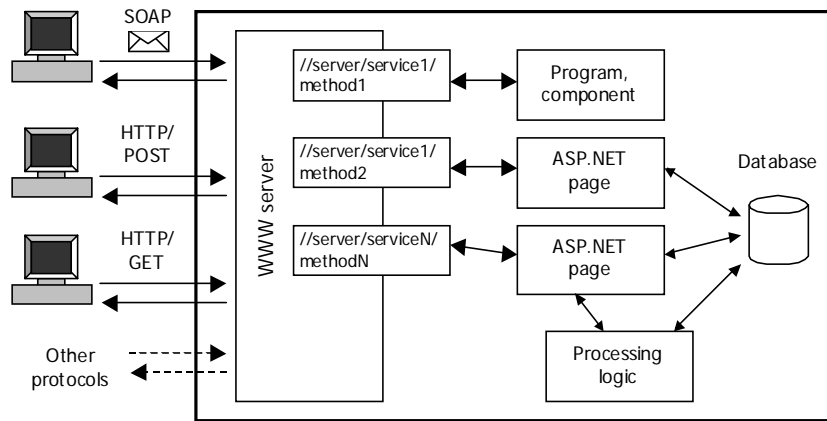 SOAP
//server/service1/
method1
Program,
component
HTTP/
POST
//server/service1/
method2
ASP.NET
page
Database
WWW server
HTTP/
GET
//server/serviceN/
methodN
ASP.NET
page
Other
protocols
Processing
logic